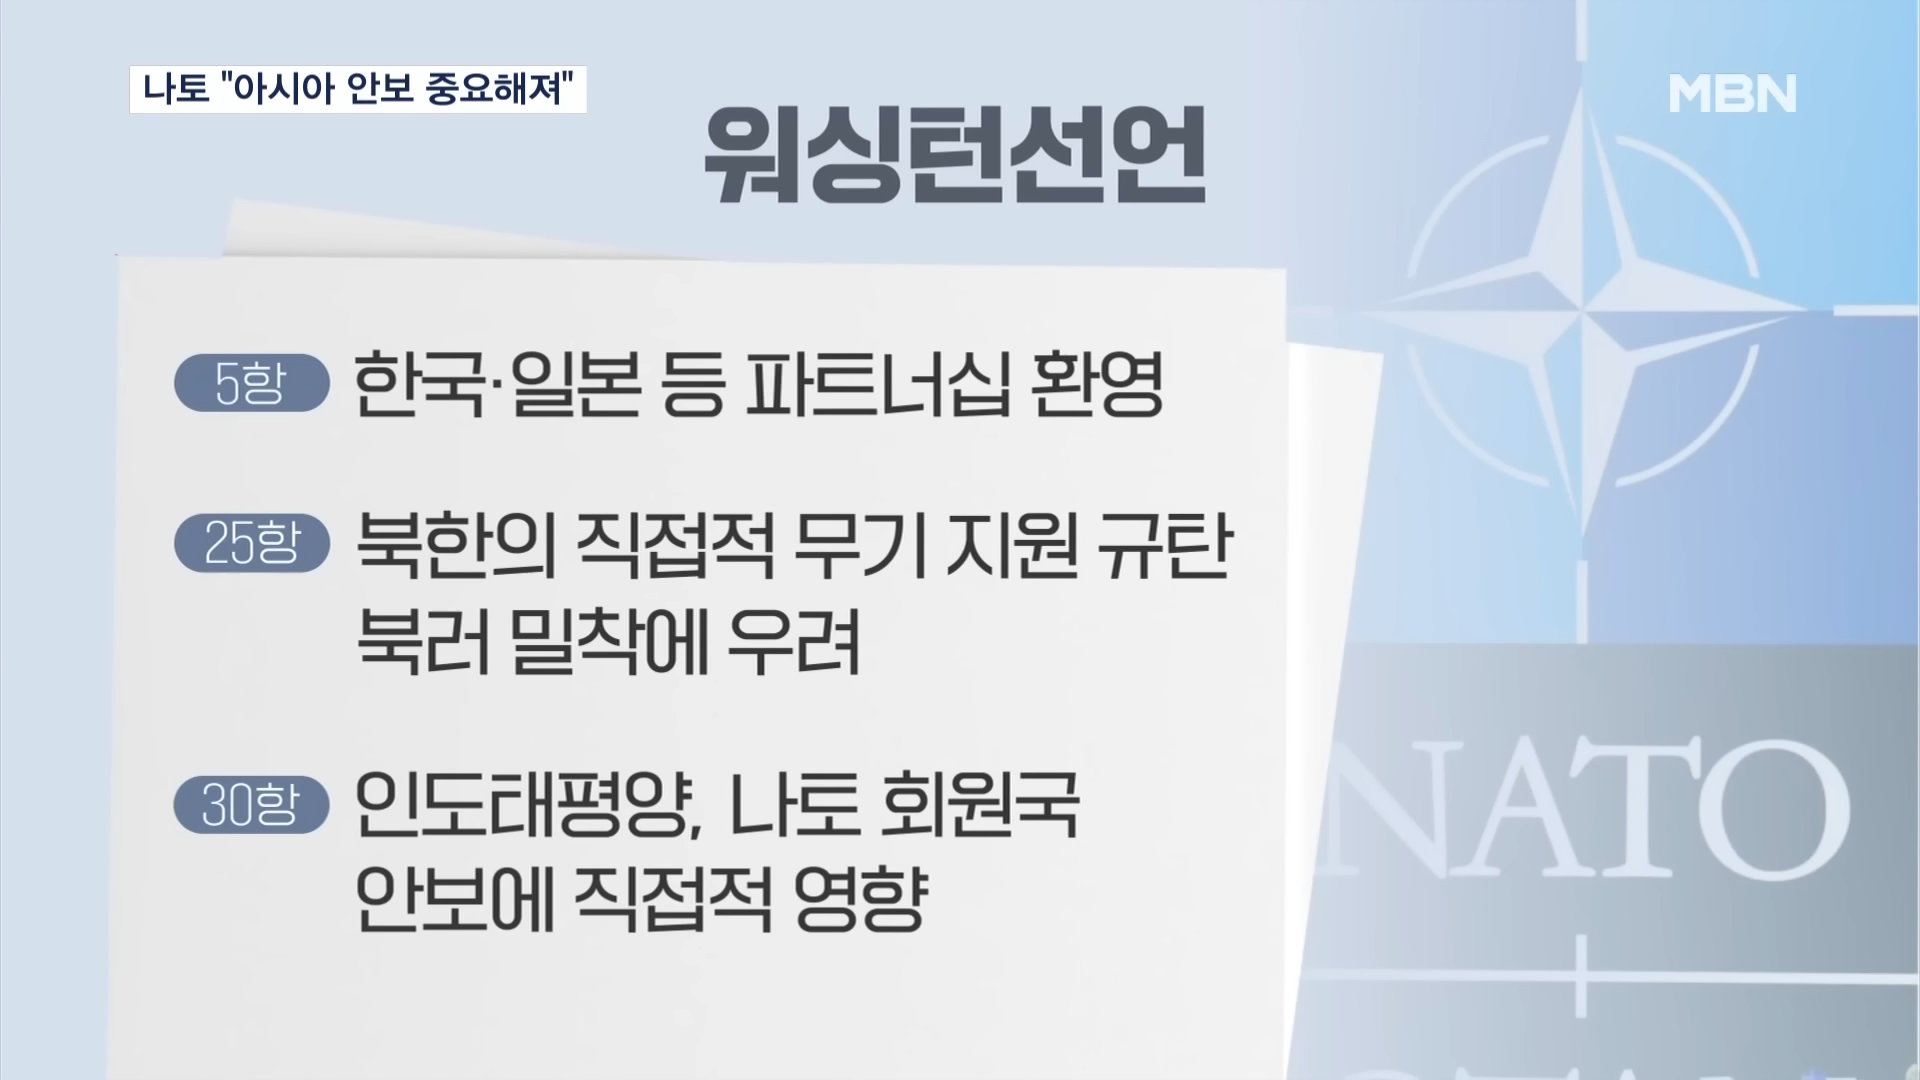 나토 "아시아 안보 중요해져"
MBN
워싱턴선언
5항 한국·일본 등 파트너십 환영
25항 북한의 직접적 무기 지원 규탄
북러 밀착에 우려
30항 인도태평양, 나토 회원국
안보에 직접적 영향
NATO